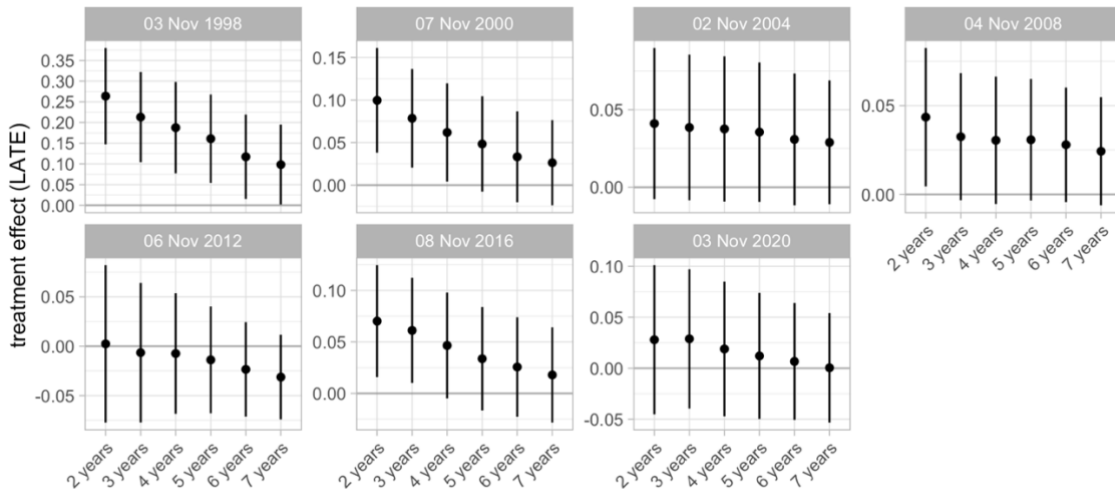 treatment effect (LATE)
03 Nov 1998
0.35
0.30
0.25
0.20
0.15
0.10
0.05
0.00
07 Nov 2000
0.15
0.10
0.05
0.00
02 Nov 2004
0.05
0.00
04 Nov 2008
0.05
0.00
2 years
3 years
4 years
5 years
6 years
7 years
06 Nov 2012
0.05
0.00
-0.05
2 years
3 years
4 years
5 years
6 years
7 years
08 Nov 2016
0.10
0.05
0.00
2 years
3 years
4 years
5 years
6 years
7 years
03 Nov 2020
0.10
0.05
0.00
-0.05
2 years
3 years
4 years
5 years
6 years
7 years